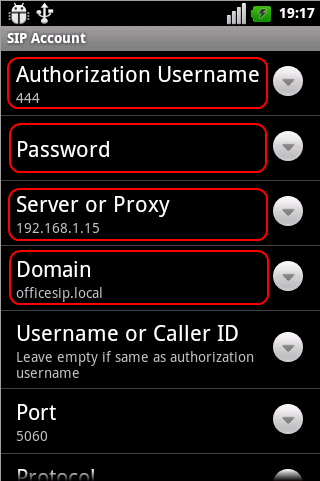 19:17
SIP Account
Authorization Username
444
Password
Server or Proxy
192.168.1.15
Domain
officesip.local
Username or Caller ID
Leave empty if same as authorization
username
Port
5060
Protocol